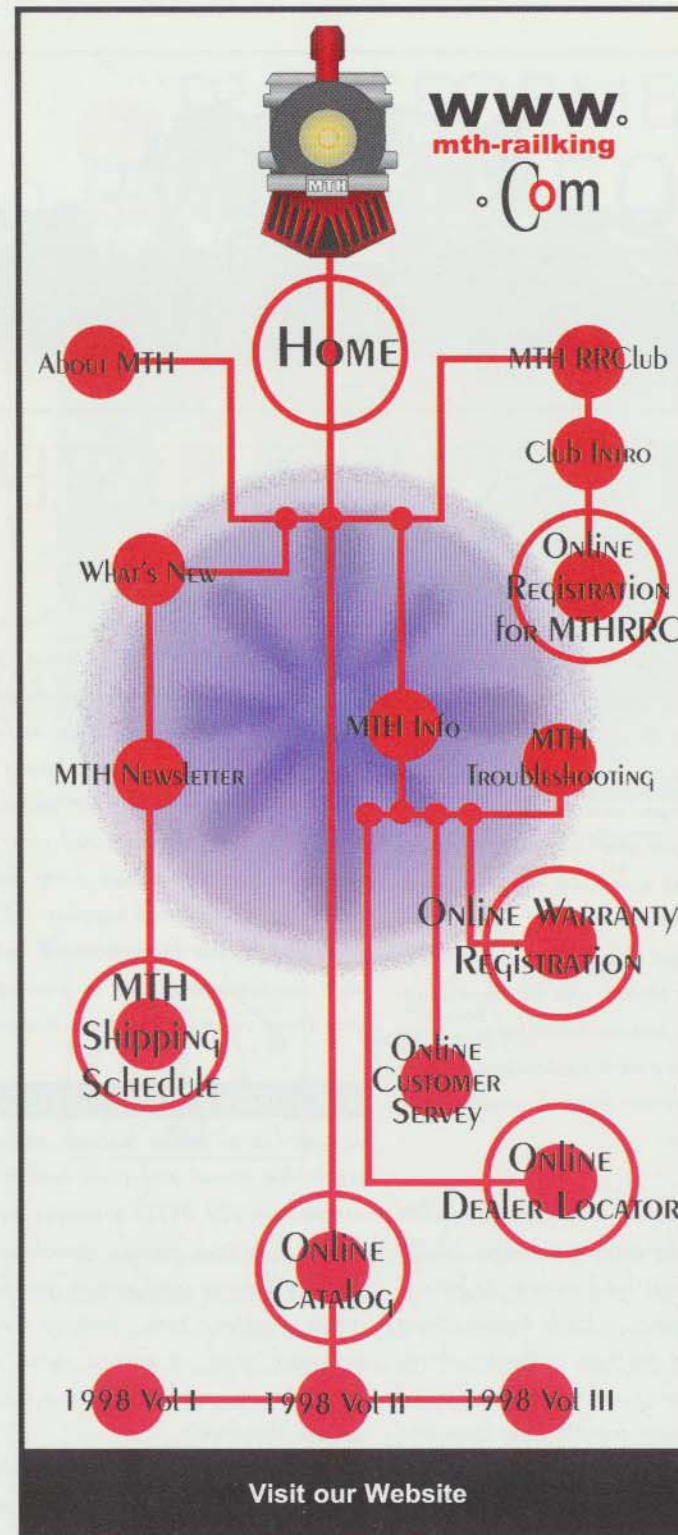 www.
mth-railking
.Com
MTH
HOME
About MTH
MTH RRClub
Club Intro
What's New
Online
Registration
for MTHRRC
MTH Info
MTH
Troubleshooting
MTH Newsletter
Online Warranty
Registration
MTH
Shipping
Schedule
Online
Customer
Servey
Online
Dealer Locator
Online
Catalog
1998 Vol I
1998 Vol II
1998 Vol III
Visit our Website